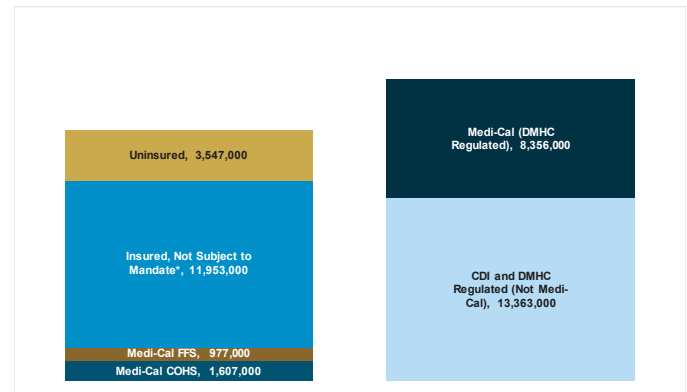 Uninsured, 3,547,000
Insured, Not Subject to
Mandate*, 11,953,000
Medi-Cal FFS, 977,000
Medi-Cal COHS, 1,607,000
Medi-Cal (DMHC
Regulated), 8,356,000
CDI and DMHC
Regulated (Not Medi-
Cal), 13,363,000